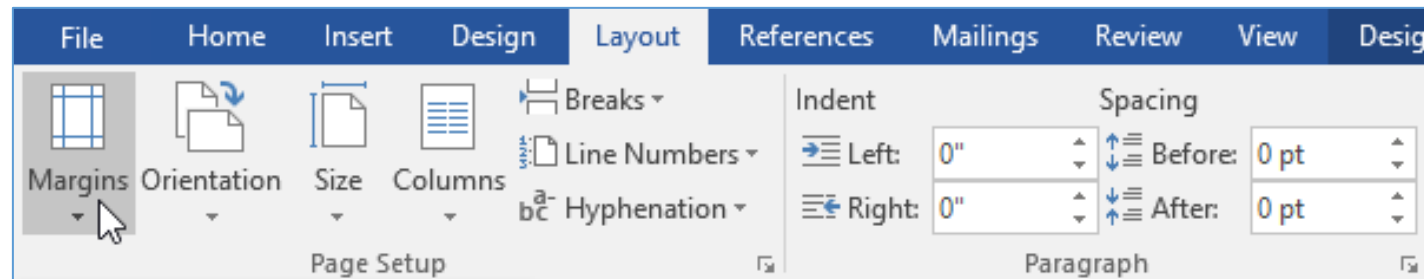 File Home Insert Design Layout References Mailings Review View Desig
Breaks Indent Spacing
Line Numbers Left: 0" Before: 0 pt
Margins Orientation Size Columns
Hyphenation Right: 0" After: 0 pt
Page Setup Paragraph